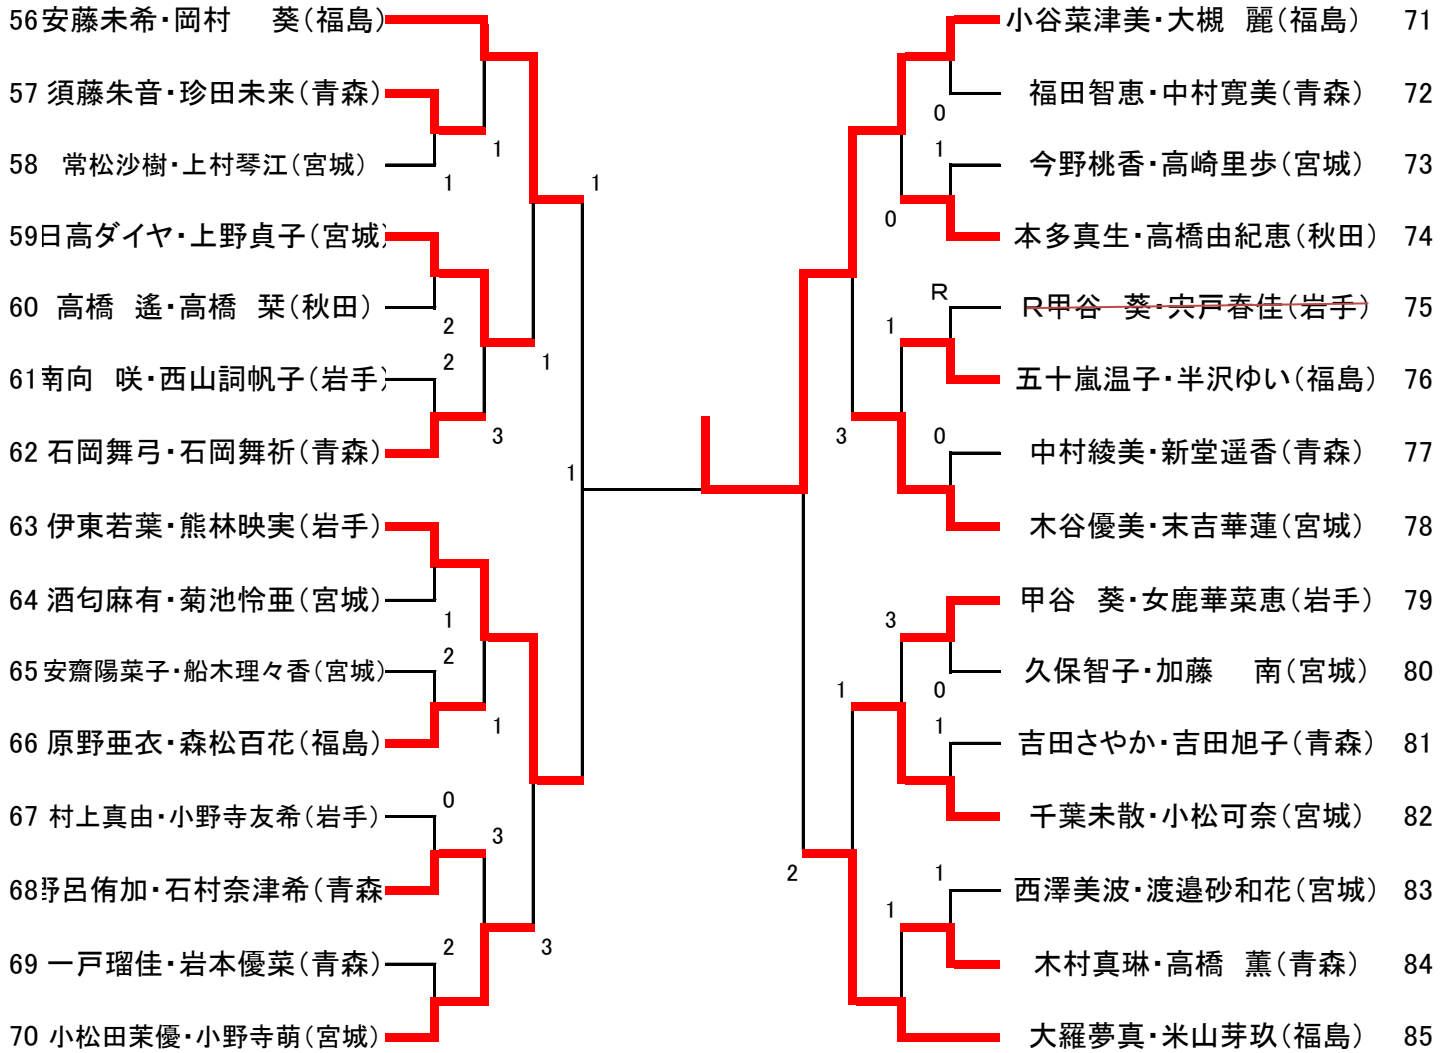 56安藤未希・岡村　葵(福島)
57 須藤朱音・珍田未来(青森)
1
58 常松沙樹・上村琴江(宮城)
1
1
59日高ダイヤ・上野貞子(宮城)
60 高橋　遙・高橋　栞(秋田)
2
61南向　咲・西山詞帆子(岩手)
2
1
62 石岡舞弓・石岡舞祈(青森)
3
1
63 伊東若葉・熊林映実(岩手)
64 酒匂麻有・菊池怜亜(宮城)
1
65 安齋陽菜子・船木理々香(宮城)
2
66 原野亜衣・森松百花(福島)
1
67 村上真由・小野寺友希(岩手)
0
3
68野呂侑加・石村奈津希(青森
69 一戸瑠佳・岩本優菜(青森)
2
3
70 小松田茉優・小野寺萌(宮城)
小谷菜津美・大槻　麗(福島) 71
福田智恵・中村寛美(青森) 72
0
1
今野桃香・高崎里歩(宮城) 73
0
本多真生・高橋由紀恵(秋田) 74
R
R甲谷　葵・宍戸春佳(岩手) 75
1
五十嵐温子・半沢ゆい(福島) 76
3
0
中村綾美・新堂遥香(青森) 77
木谷優美・末吉華蓮(宮城) 78
甲谷　葵・女鹿華菜恵(岩手) 79
3
久保智子・加藤　南(宮城) 80
1
0
1
吉田さやか・吉田旭子(青森) 81
千葉未散・小松可奈(宮城) 82
2
1
西澤美波・渡邉砂和花(宮城) 83
1
木村真琳・高橋　薫(青森) 84
大羅夢真・米山芽玖(福島) 85